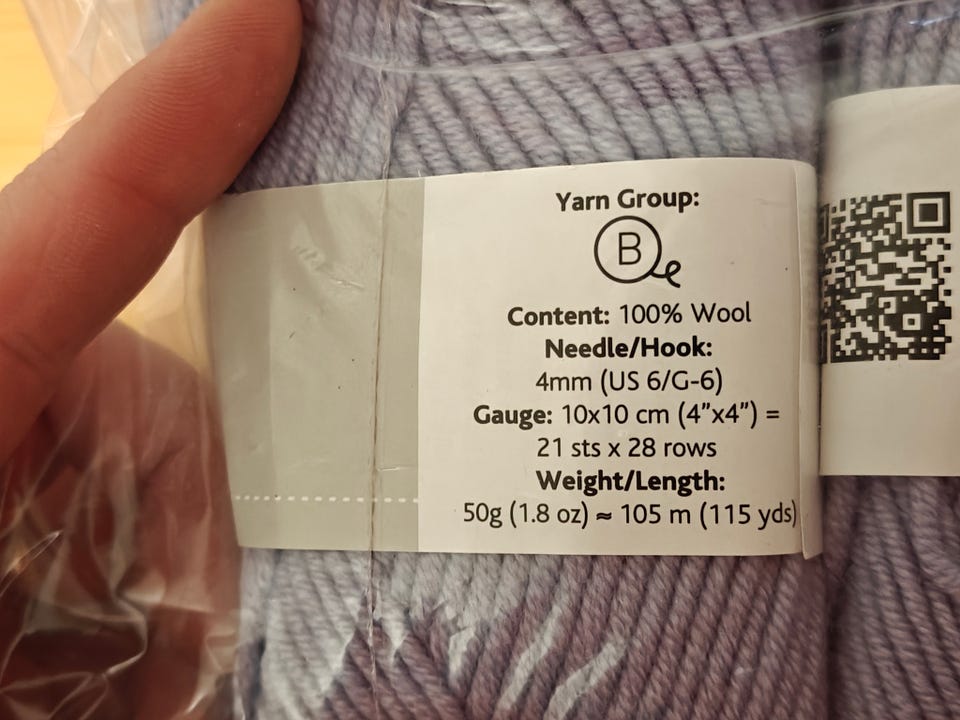 Yarn Group:
B
Content: 100% Wool
Needle/Hook:
4mm (US 6/G-6)
Gauge: 10x10 cm (4”x4”) =
21 sts x 28 rows
Weight/Length:
50g (1.8 oz) ≈ 105 m (115 yds)